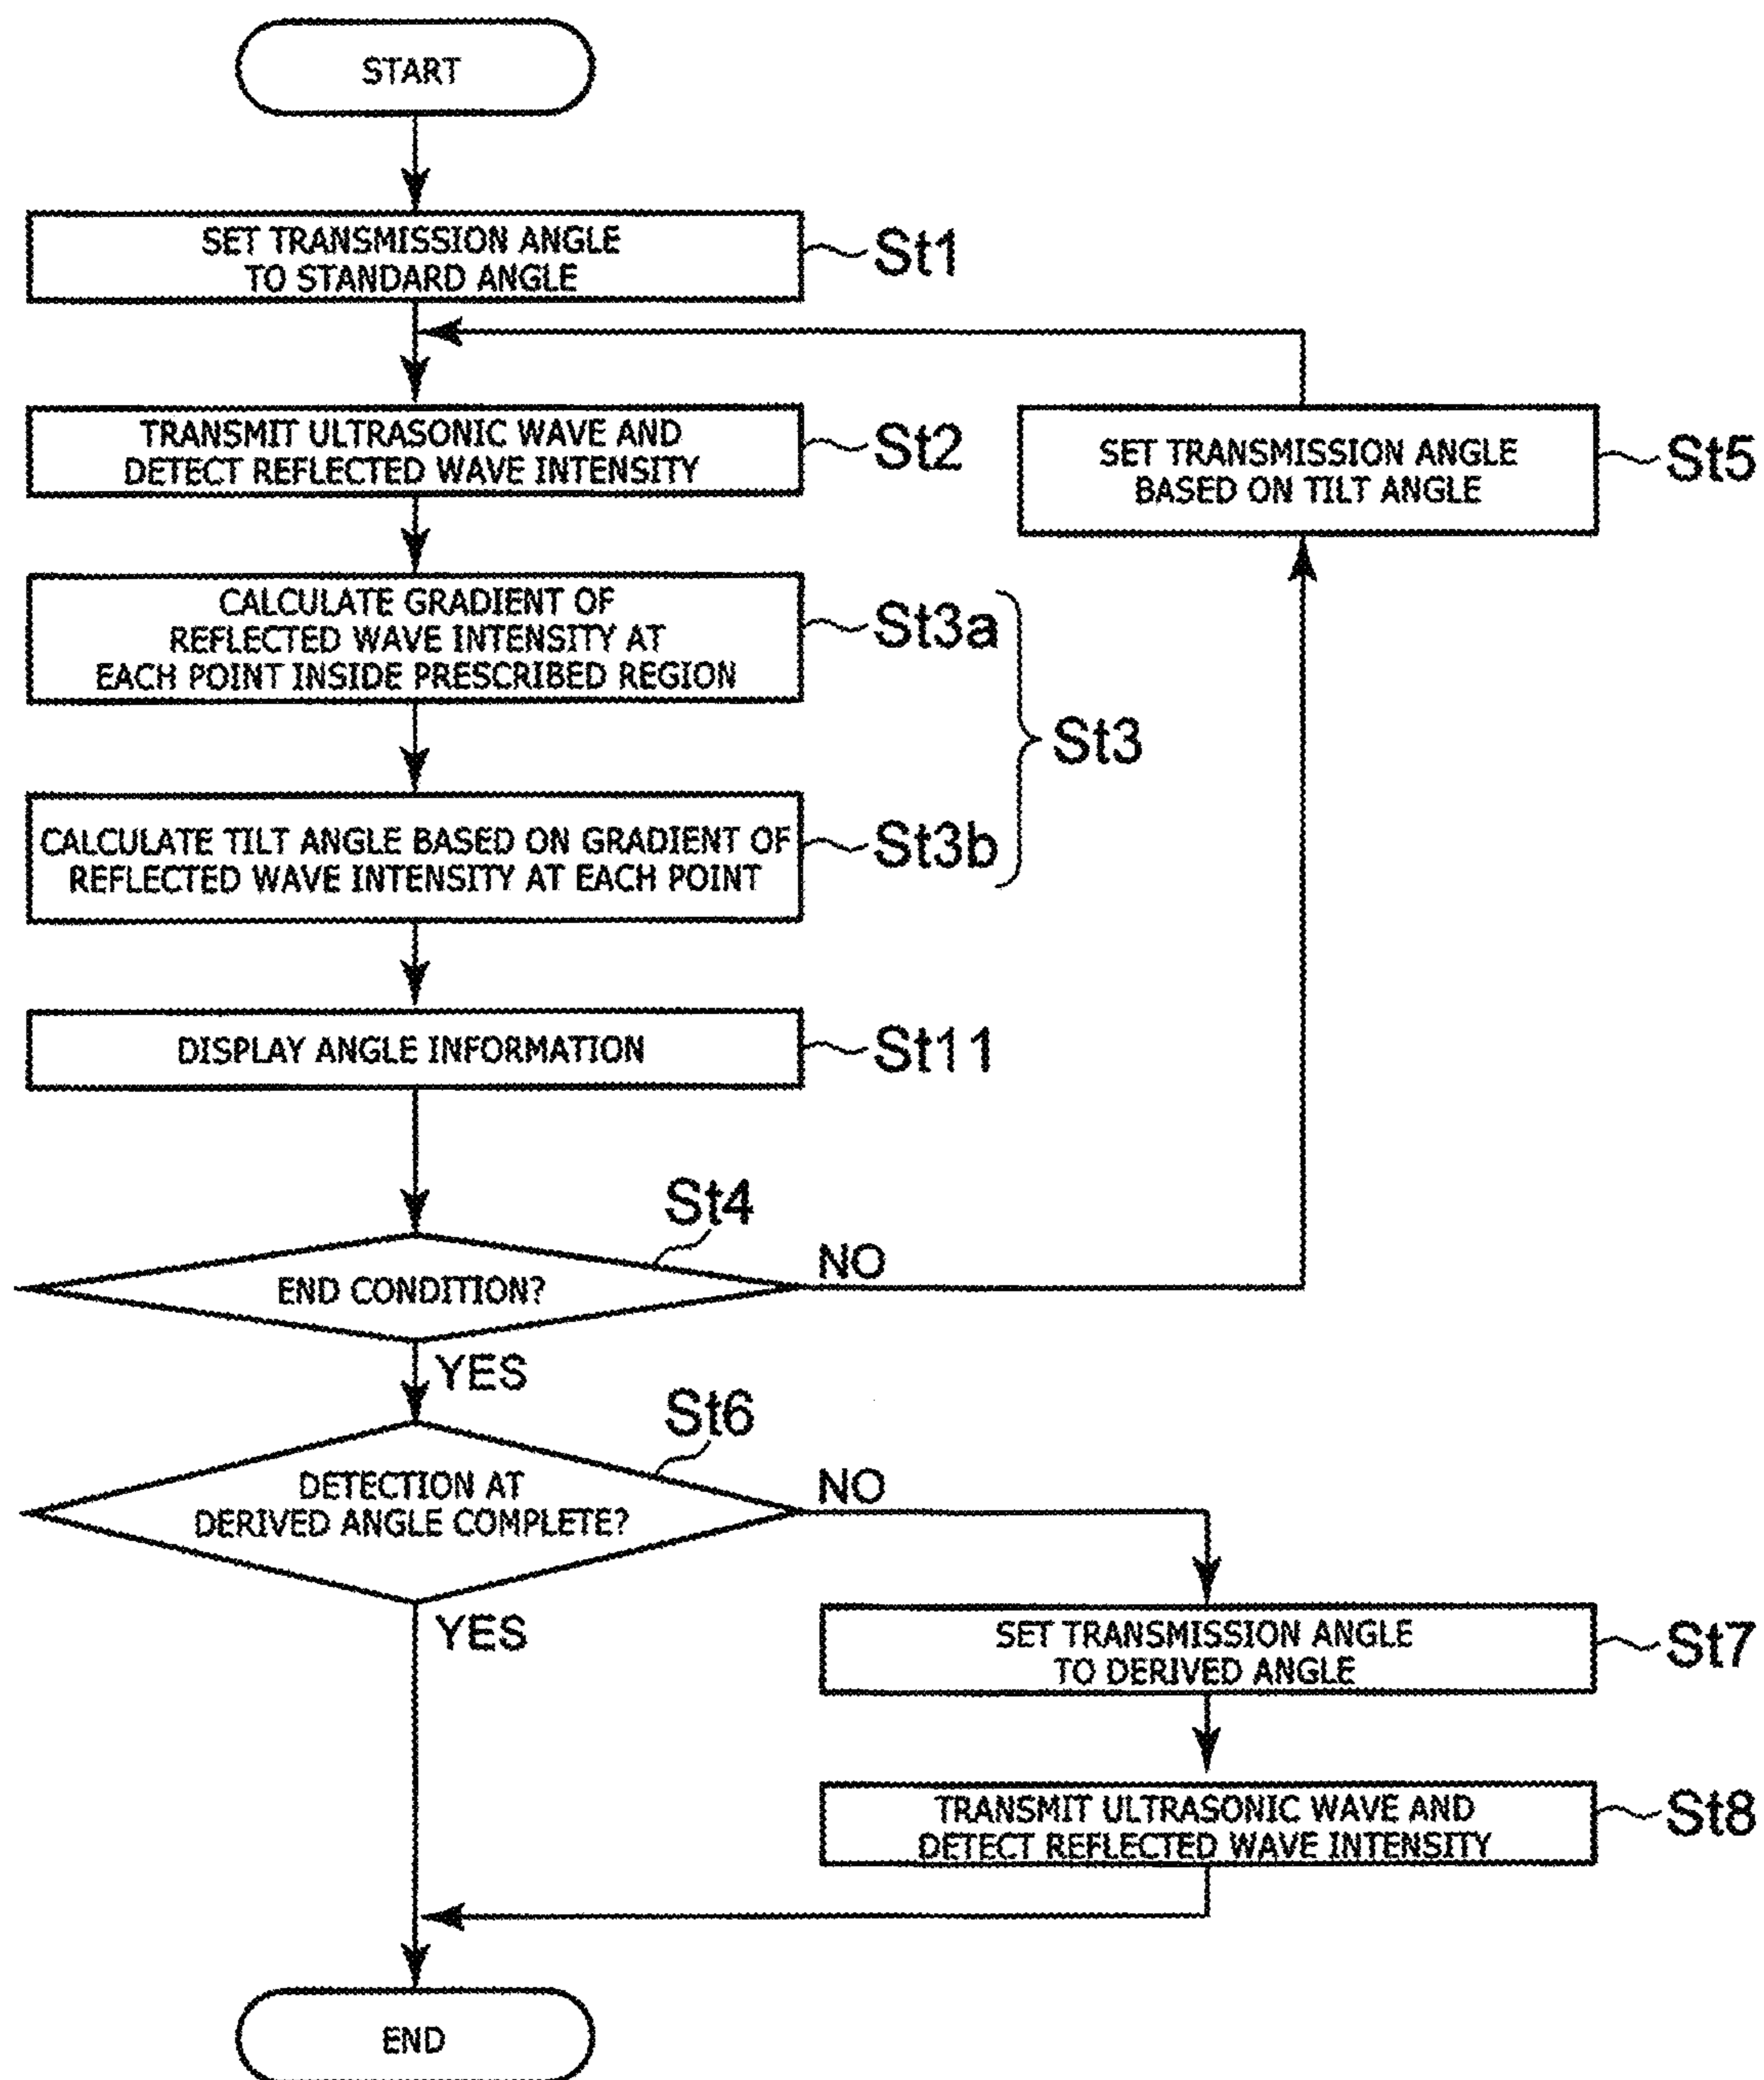 START
SET TRANSMISSION ANGLE
TO STANDARD ANGLE
St1
TRANSMIT ULTRASONIC WAVE AND
DETECT REFLECTED WAVE INTENSITY
St2
SET TRANSMISSION ANGLE
BASED ON TILT ANGLE
St5
CALCULATE GRADIENT OF
REFLECTED WAVE INTENSITY AT
EACH POINT INSIDE PRESCRIBED REGION
St3a
St3
CALCULATE TILT ANGLE BASED ON GRADIENT OF
REFLECTED WAVE INTENSITY AT EACH POINT
St3b
DISPLAY ANGLE INFORMATION
St11
St4
END CONDITION?
NO
YES
St6
DETECTION AT
DERIVED ANGLE COMPLETE?
NO
YES
SET TRANSMISSION ANGLE
TO DERIVED ANGLE
St7
TRANSMIT ULTRASONIC WAVE AND
DETECT REFLECTED WAVE INTENSITY
St8
END